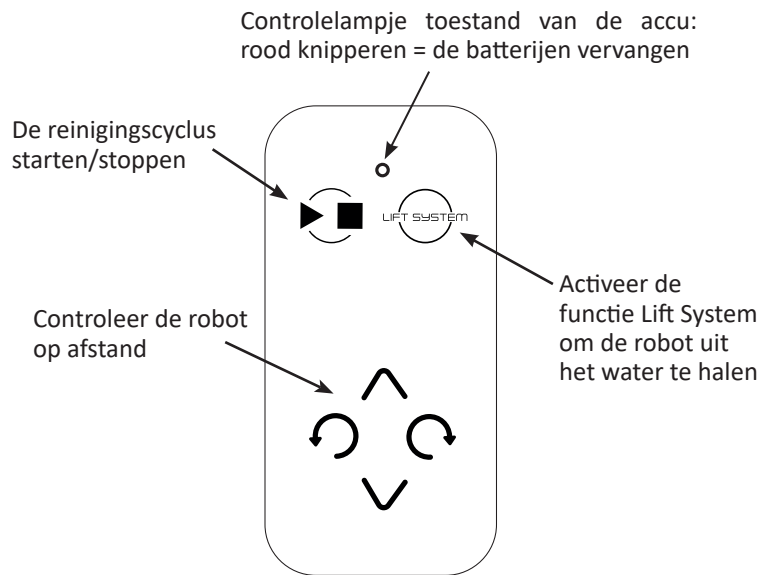 Controlelampje toestand van de accu:
rood knipperen = de batterijen vervangen
De reinigingscyclus
starten/stoppen
LIFT SYSTEM
Activeer de
functie Lift System
om de robot uit
het water te halen
Controleer de robot
op afstand